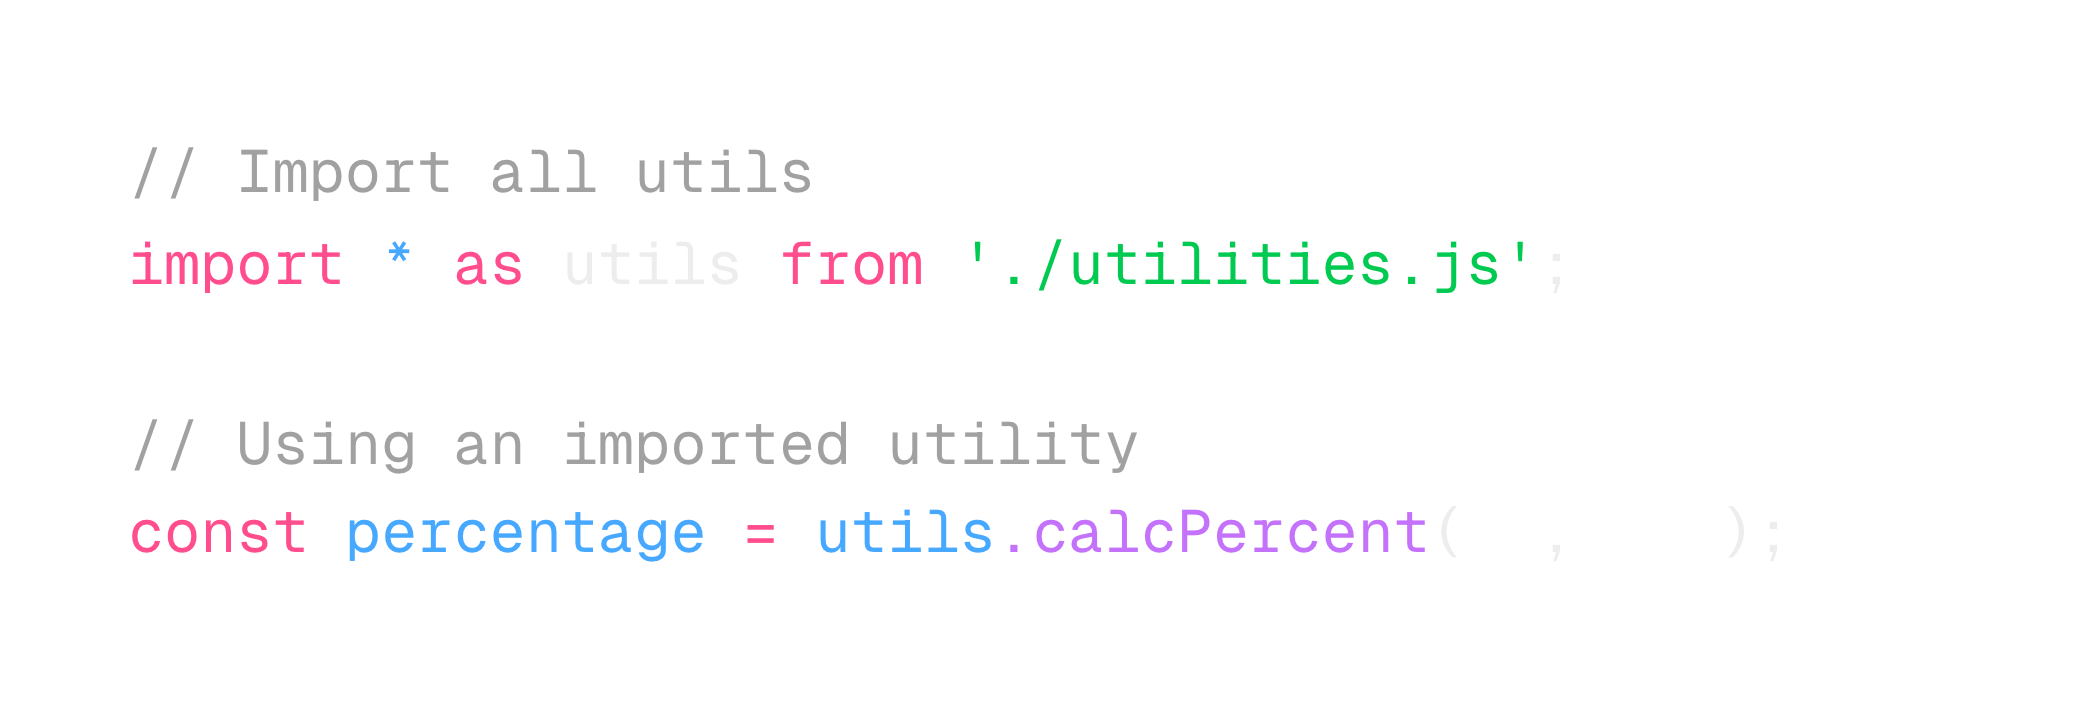 // Import all utils
import * as utils from './utilities.js';
// Using an imported utility
const percentage = utils.calcPercent( , );